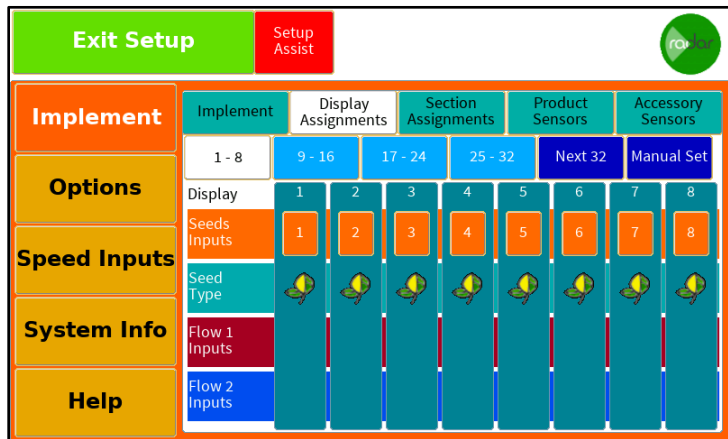 Exit Setup
Setup
Assist
radar
Implement
Options
Speed Inputs
System Info
Help
Implement
Display
Assignments
Section
Assignments
Product
Sensors
Accessory
Sensors
1 - 8
9 - 16
17 - 24
25 - 32
Next 32
Manual Set
Display 1 2 3 4 5 6 7 8
Seeds
Inputs
1 2 3 4 5 6 7 8
Seed
Type
Flow 1
Inputs
Flow 2
Inputs